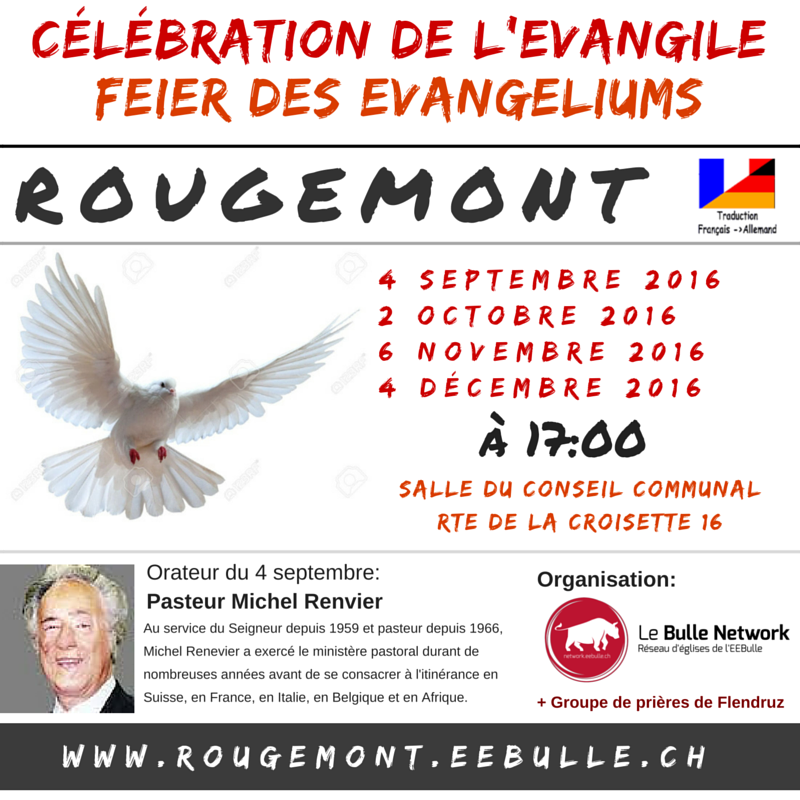 CÉLÉBRATION DE L'EVANGILE
FEIER DES EVANGELIUMS
ROUGEMONT
Traduction
Français -->Allemand
4 SEPTEMBRE 2016
2 OCTOBRE 2016
6 NOVEMBRE 2016
4 DÉCEMBRE 2016
À 17:00
SALLE DU CONSEIL COMMUNAL
RTE DE LA CROISETTE 16
Orateur du 4 septembre:
Pasteur Michel Renvier
Au service du Seigneur depuis 1959 et pasteur depuis 1966,
Michel Renevier a exercé le ministère pastoral durant de
nombreuses années avant de se consacrer à l'itinérance en
Suisse, en France, en Italie, en Belgique et en Afrique.
Organisation:
network.eebulle.ch
Le Bulle Network
Réseau d'églises de l'EEBulle
+ Groupe de prières de Flendruz
WWW.ROUGEMONT.EEBULLE.CH